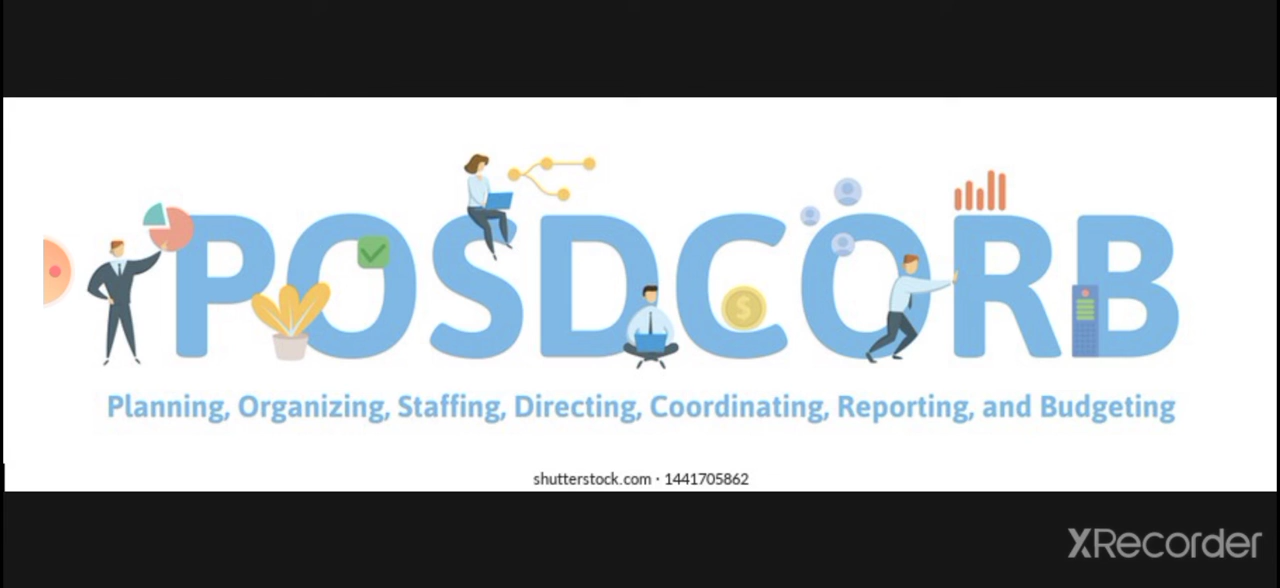 POSDCORB
Planning, Organizing, Staffing, Directing, Coordinating, Reporting, and Budgeting
shutterstock.com · 1441705862
XRecorder